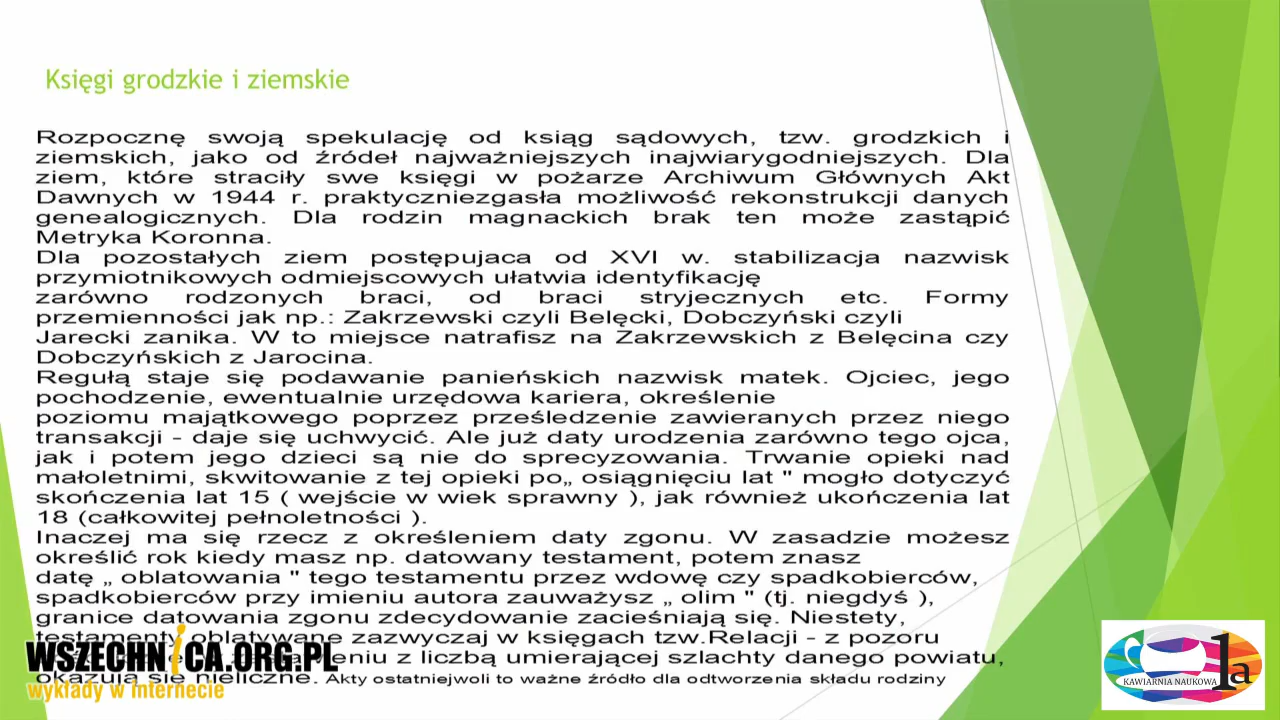 Księgi grodzkie i ziemskie
Rozpocznę swoją spekulację od ksiąg sądowych, tzw. grodzkich i
ziemskich, jako od źródeł najważniejszych inajwiarygodniejszych. Dla
ziem, które straciły swe księgi w pożarze Archiwum Głównych Akt
Dawnych w 1944 r. praktyczniezgasła możliwość rekonstrukcji danych
genealogicznych. Dla rodzin magnackich brak ten może zastąpić
Metryka Koronna.
Dla pozostałych ziem postępujaca od XVI w. stabilizacja nazwisk
przymiotnikowych odmiejscowych ułatwia identyfikację
zarówno rodzonych braci, od braci stryjecznych etc. Formy
przemienności jak np.: Zakrzewski czyli Belęcki, Dobczyński czyli
Jarecki zanika. W to miejsce natrafisz na Zakrzewskich z Belęcina czy
Dobczyńskich z Jarocina.
Regułą staje się podawanie panieńskich nazwisk matek. Ojciec, jego
pochodzenie, ewentualnie urzędowa kariera, określenie
poziomu majątkowego poprzez prześledzenie zawieranych przez niego
transakcji - daje się uchwycić. Ale już daty urodzenia zarówno tego ojca,
jak i potem jego dzieci są nie do sprecyzowania. Trwanie opieki nad
małoletnimi, skwitowanie z tej opieki po„ osiągnięciu lat " mogło dotyczyć
skończenia lat 15 ( wejście w wiek sprawny ), jak również ukończenia lat
18 (całkowitej pełnoletności ).
Inaczej ma się rzecz z określeniem daty zgonu. W zasadzie możesz
określić rok kiedy masz np. datowany testament, potem znasz
datę „ oblatowania " tego testamentu przez wdowę czy spadkobierców,
spadkobierców przy imieniu autora zauważysz „ olim " (tj. niegdyś ),
granice datowania zgonu zdecydowanie zacieśniają się. Niestety,
testamenty oblatywane zazwyczaj w księgach tzw.Relacji - z pozoru
z liczbą umierającej szlachty danego powiatu,
okazują się nieliczne. Akty ostatniejwoli to ważne źródło dla odtworzenia składu rodziny
WSZECHNICA.ORG.PL
wykłady w internecie
KAWIARNIA NAUKOWA 1a